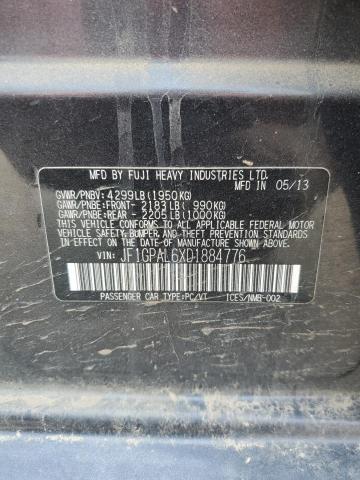 MFD BY FUJI HEAVY INDUSTRIES LTD.
MFD IN 05/13
GVWR/PNBV: 4299LB(1950KG)
GAWR/PNBE:FRONT- 2183LB( 990KG)
GAWR/PNBE:REAR - 2205LB(1000KG)
THIS VEHICLE CONFORMS TO ALL APPLICABLE FEDERAL MOTOR
VEHICLE SAFETY,BUMPER, AND THEFT PREVENTION STANDARDS
IN EFFECT ON THE DATE OF MANUFACTURE SHOWN ABOVE.
VIN: JF1GPAL6XD1884776
PASSENGER CAR TYPE:PC/VT ICES/NMB-002